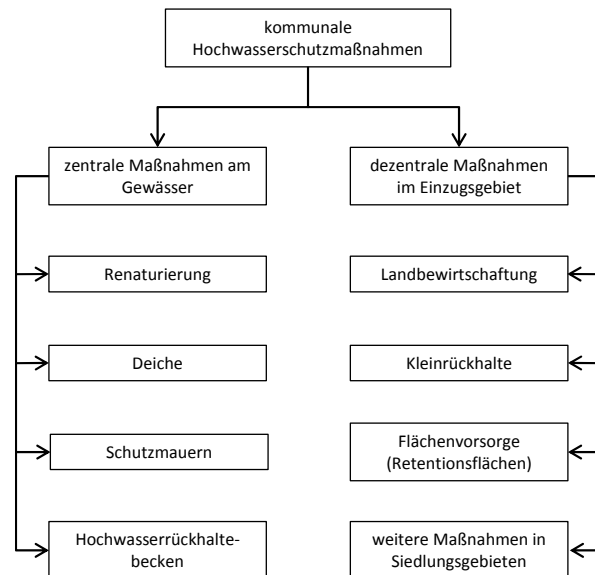 kommunale
Hochwasserschutzmaßnahmen
zentrale Maßnahmen am
Gewässer
dezentrale Maßnahmen
im Einzugsgebiet
Renaturierung
Landbewirtschaftung
Deiche
Kleinrückhalte
Schutzmauern
Flächenvorsorge
(Retentionsflächen)
Hochwasserrückhalte-
becken
weitere Maßnahmen in
Siedlungsgebieten